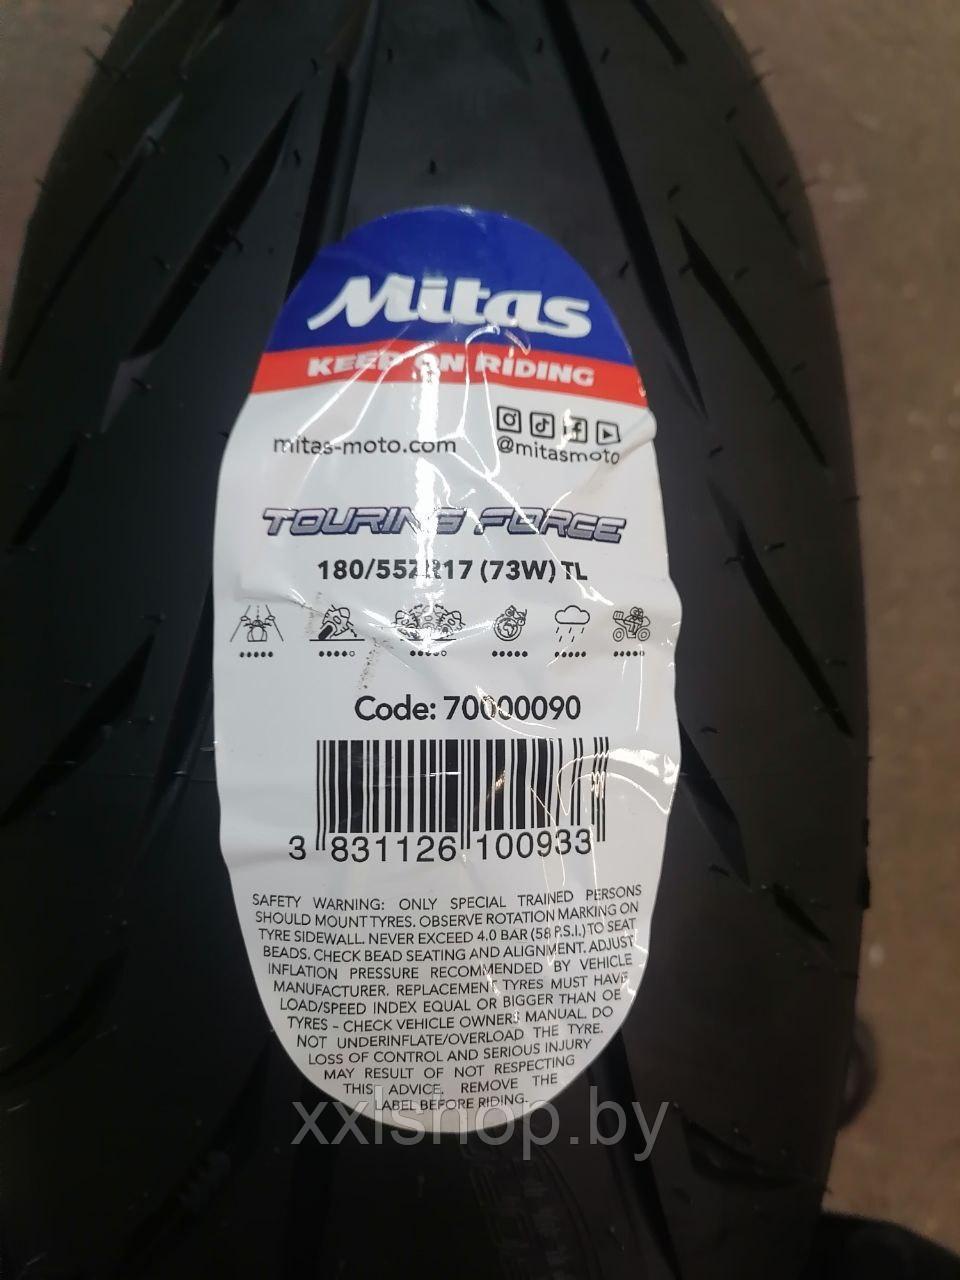 Mitas
KEEP ON RIDING
mitas-moto.com
@mitasmoto
TOURING FORCE
180/55ZR17 (73W) TL
Code: 70000090
3 831126 100933
SAFETY WARNING: ONLY SPECIAL TRAINED PERSONS
SHOULD MOUNT TYRES. OBSERVE ROTATION MARKING ON
TYRE SIDEWALL. NEVER EXCEED 4.0 BAR (58 P.S.I.) TO SEAT
BEADS. CHECK BEAD SEATING AND ALIGNMENT. ADJUST
INFLATION PRESSURE RECOMMENDED BY VEHICLE
MANUFACTURER. REPLACEMENT TYRES MUST HAVE
LOAD/SPEED INDEX EQUAL OR BIGGER THAN OE
TYRES - CHECK VEHICLE OWNERS MANUAL. DO
NOT UNDERINFLATE/OVERLOAD THE TYRE.
LOSS OF CONTROL AND SERIOUS INJURY
MAY RESULT OF NOT RESPECTING
THIS ADVICE. REMOVE THE
LABEL BEFORE RIDING.
xxlshop.by